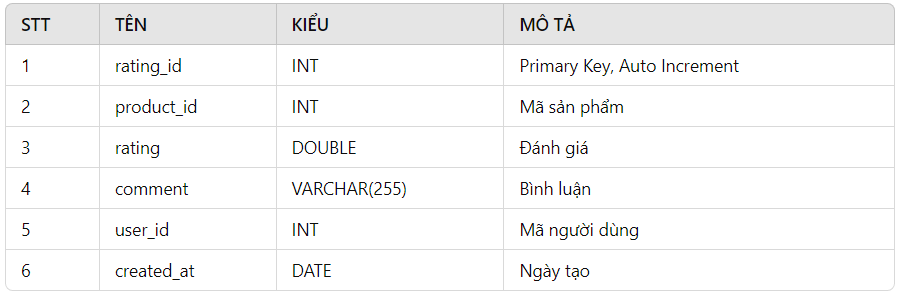 STT TÊN KIỂU MÔ TẢ
1 rating_id INT Primary Key, Auto Increment
2 product_id INT Mã sản phẩm
3 rating DOUBLE Đánh giá
4 comment VARCHAR(255) Bình luận
5 user_id INT Mã người dùng
6 created_at DATE Ngày tạo